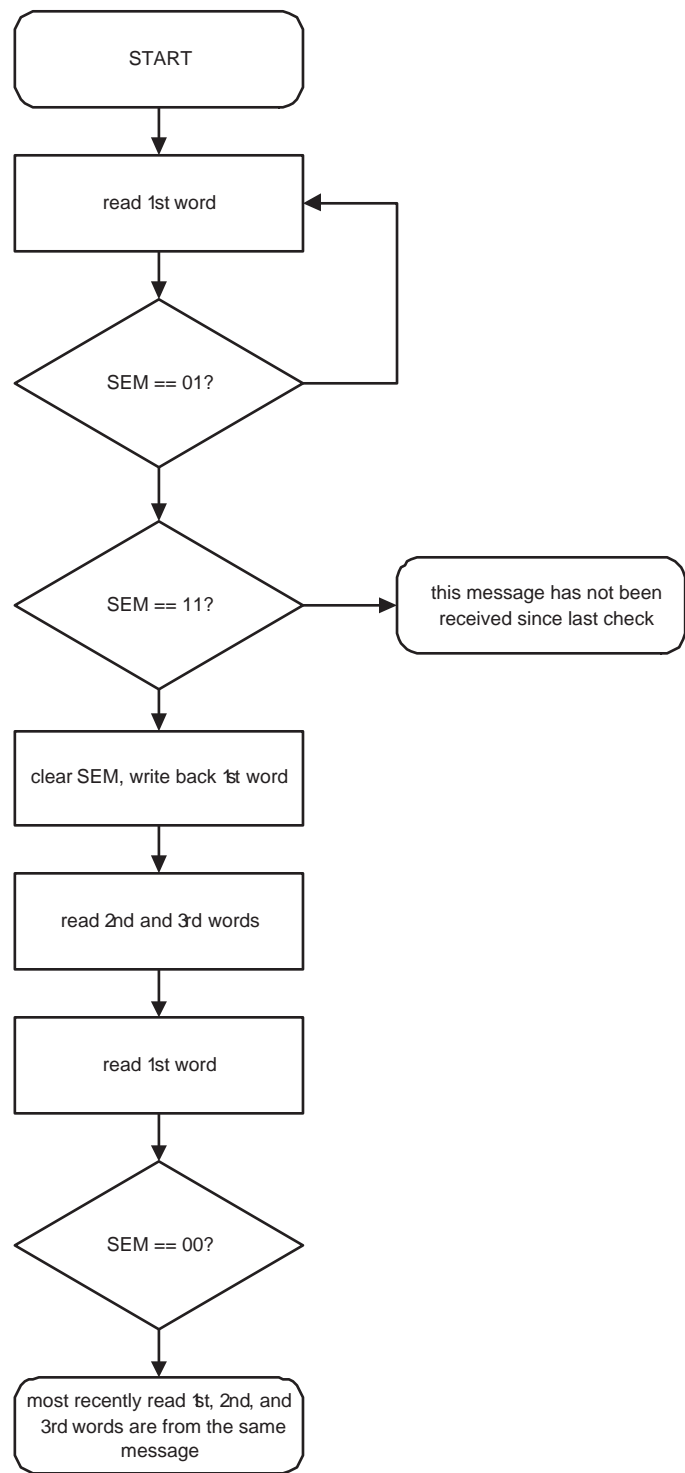 START
read 1st word
SEM == 01?
SEM == 11?
this message has not been
received since last check
clear SEM, write back 1st word
read 2nd and 3rd words
read 1st word
SEM == 00?
most recently read 1st, 2nd, and
3rd words are from the same
message